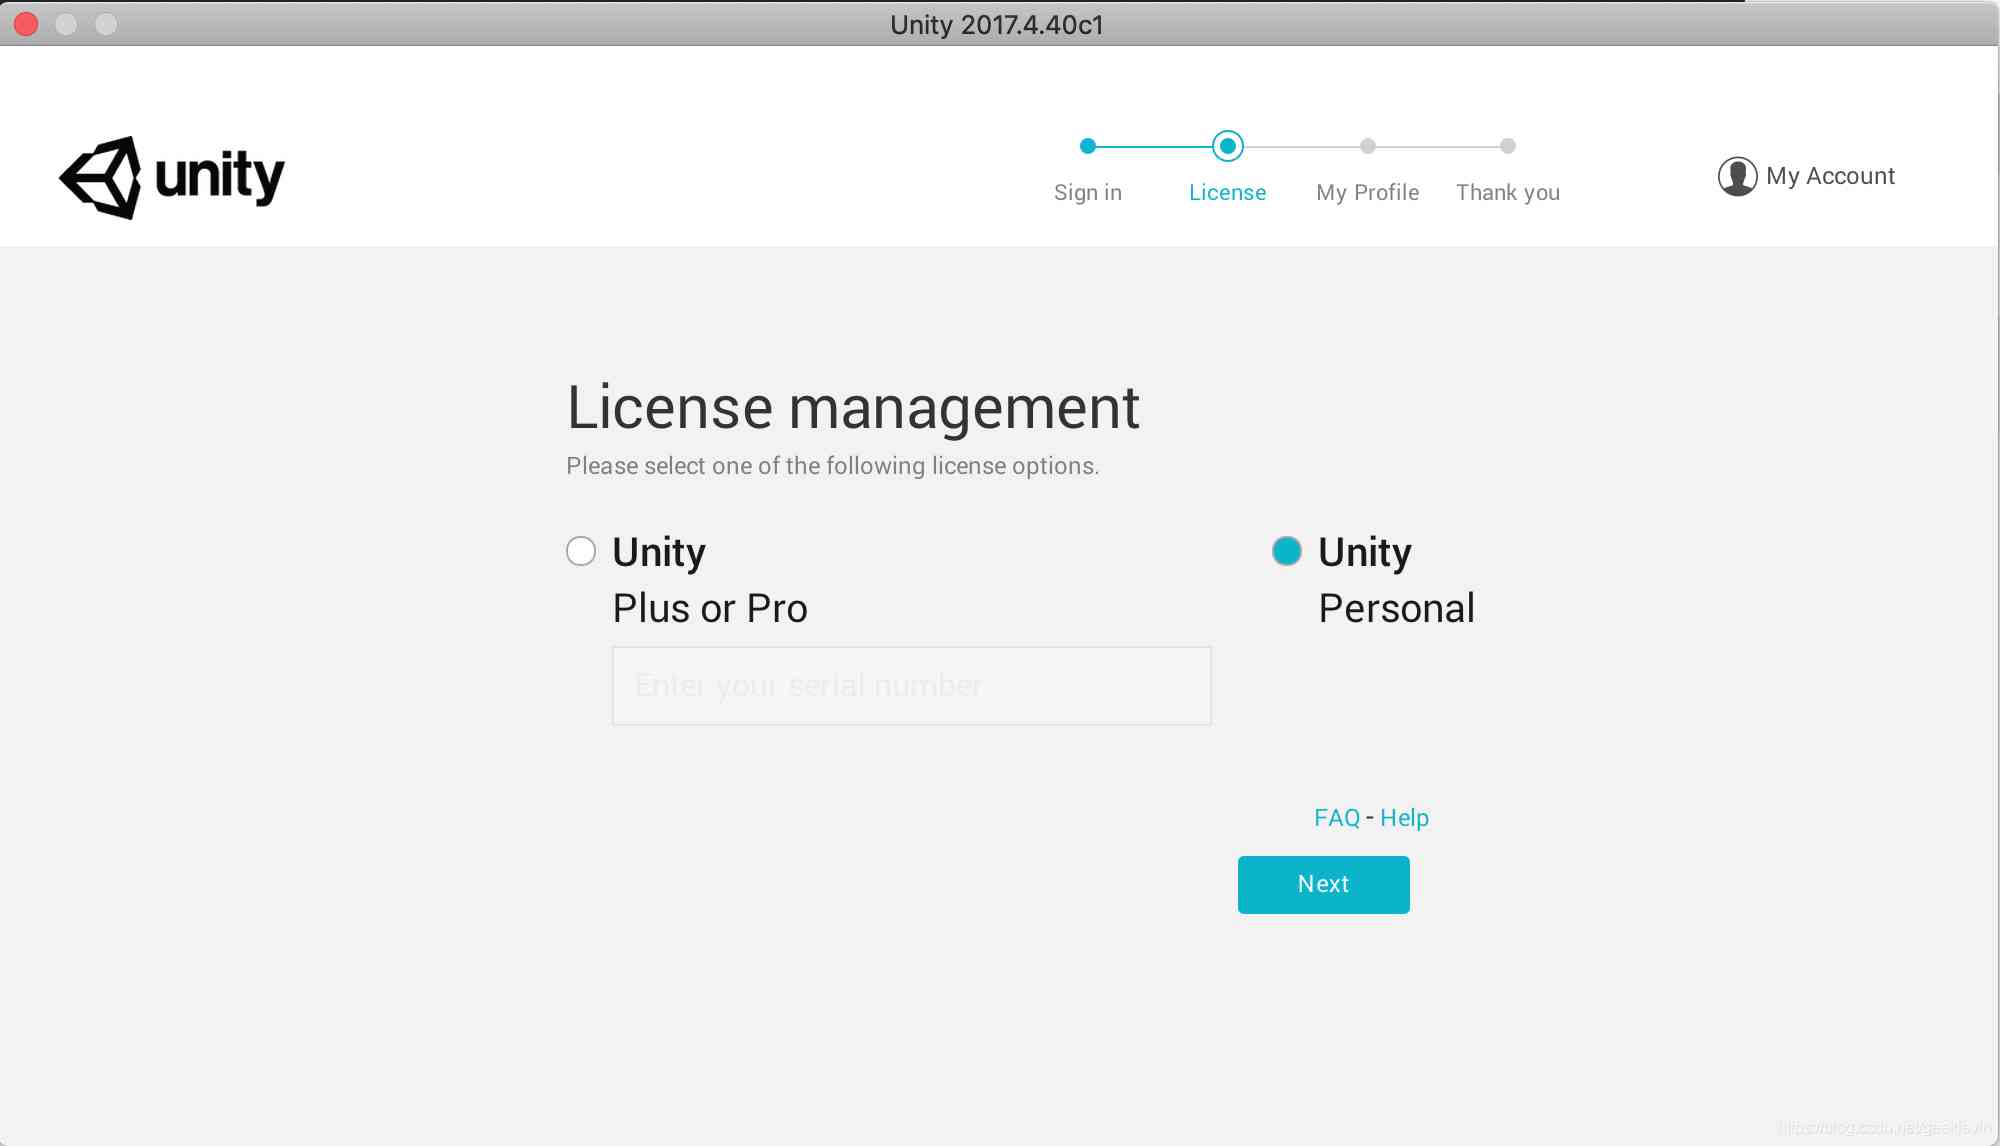 Unity 2017.4.40c1
unity
Sign in
License
My Profile
Thank you
My Account
License management
Please select one of the following license options.
Unity
Plus or Pro
Enter your serial number
Unity
Personal
FAQ - Help
Next